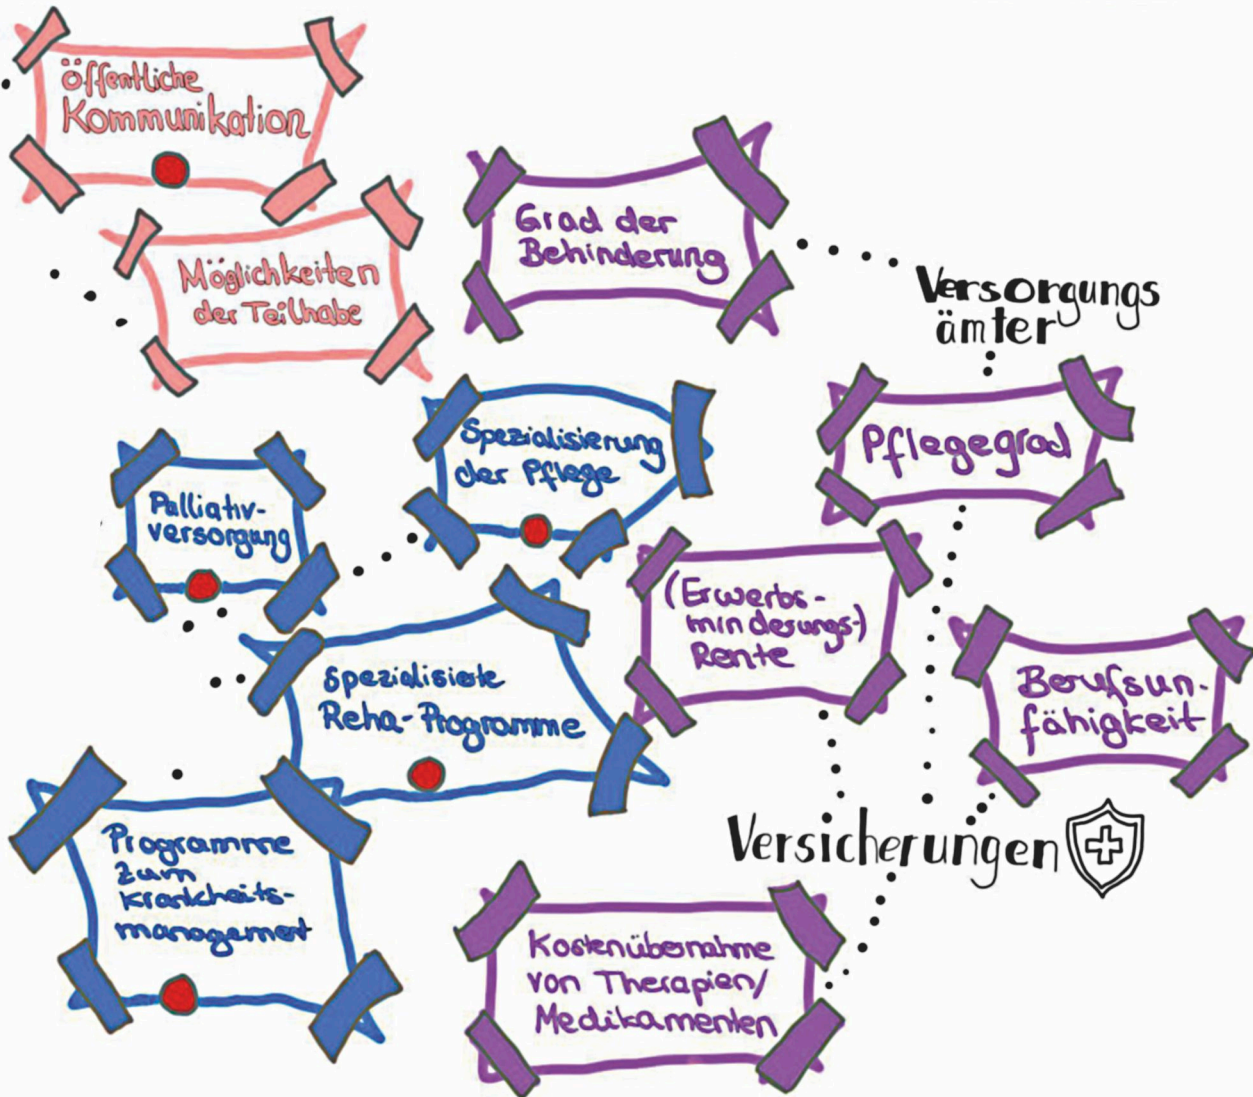 öffentliche
Kommunikation
Möglichkeiten
der Teilhabe
Grad der
Behinderung
Versorgungs
ämter
Spezialisierung
der Pflege
Pflegegrad
Palliativ-
versorgung
(Erwerbs-
minderungs-)
Rente
Spezialisierte
Reha-Programme
Berufsun-
fähigkeit
Programme
zum
Krankheits-
management
Versicherungen
Kostenübernahme
von Therapien/
Medikamenten